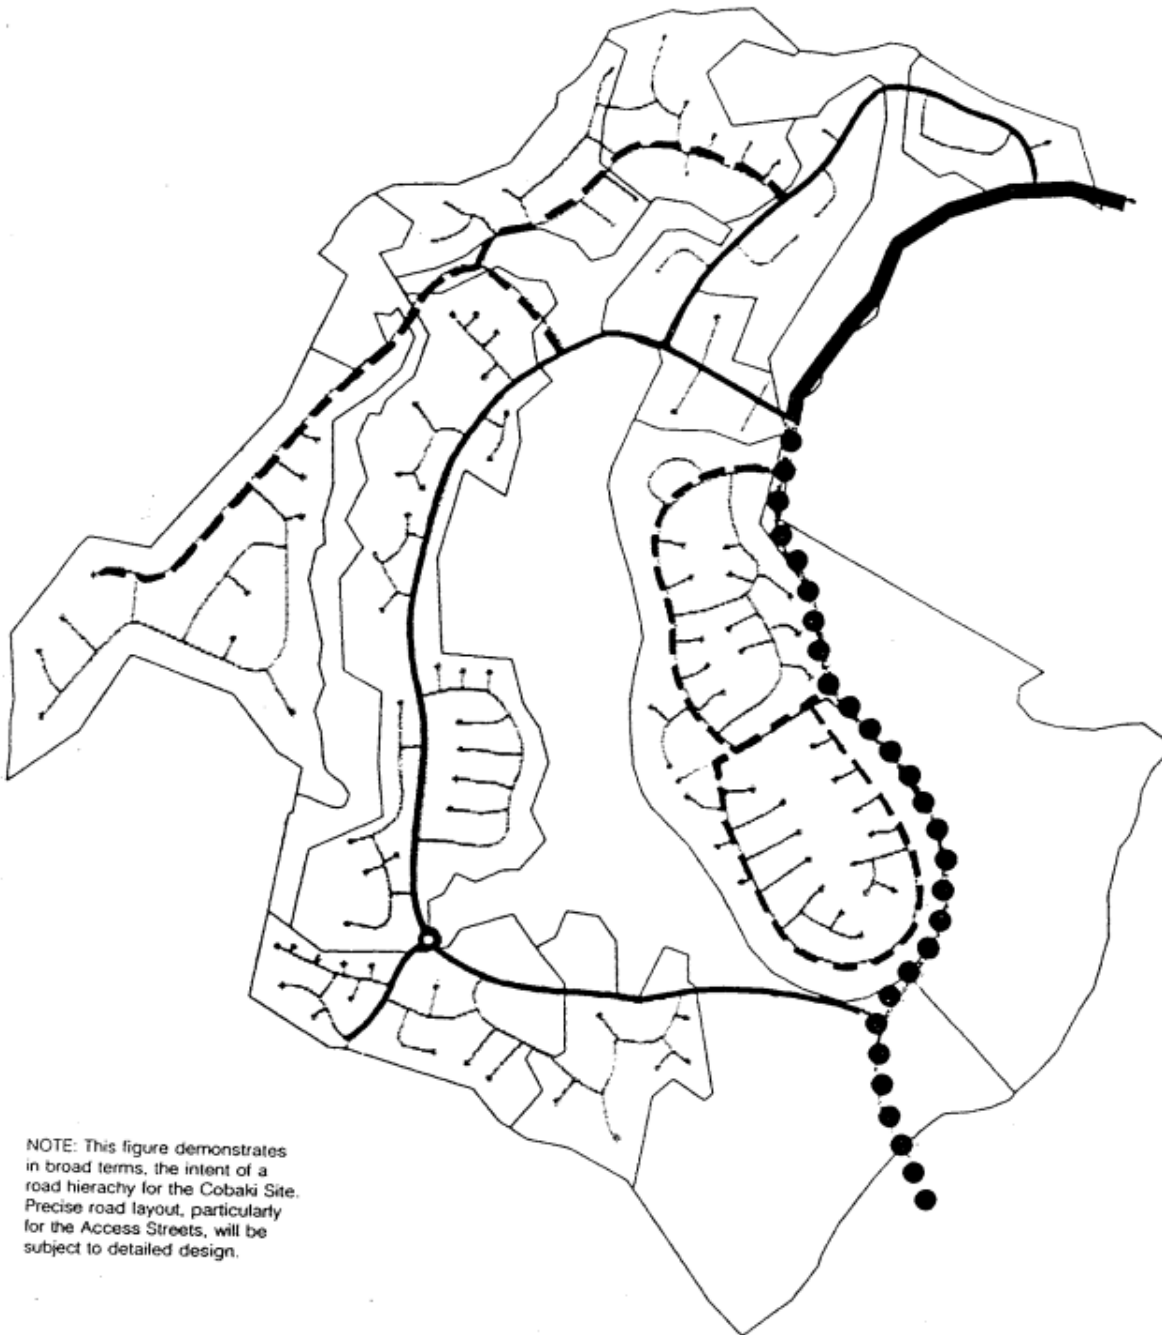 NOTE: This figure demonstrates
in broad terms, the intent of a
road hierachy for the Cobaki Site.
Precise road layout, particularly
for the Access Streets, will be
subject to detailed design.